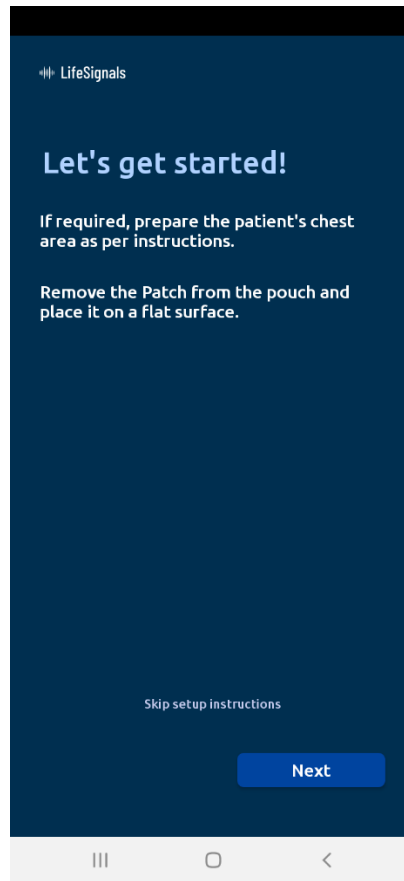 LifeSignals
Let's get started!
If required, prepare the patient's chest
area as per instructions.
Remove the Patch from the pouch and
place it on a flat surface.
Skip setup instructions
Next